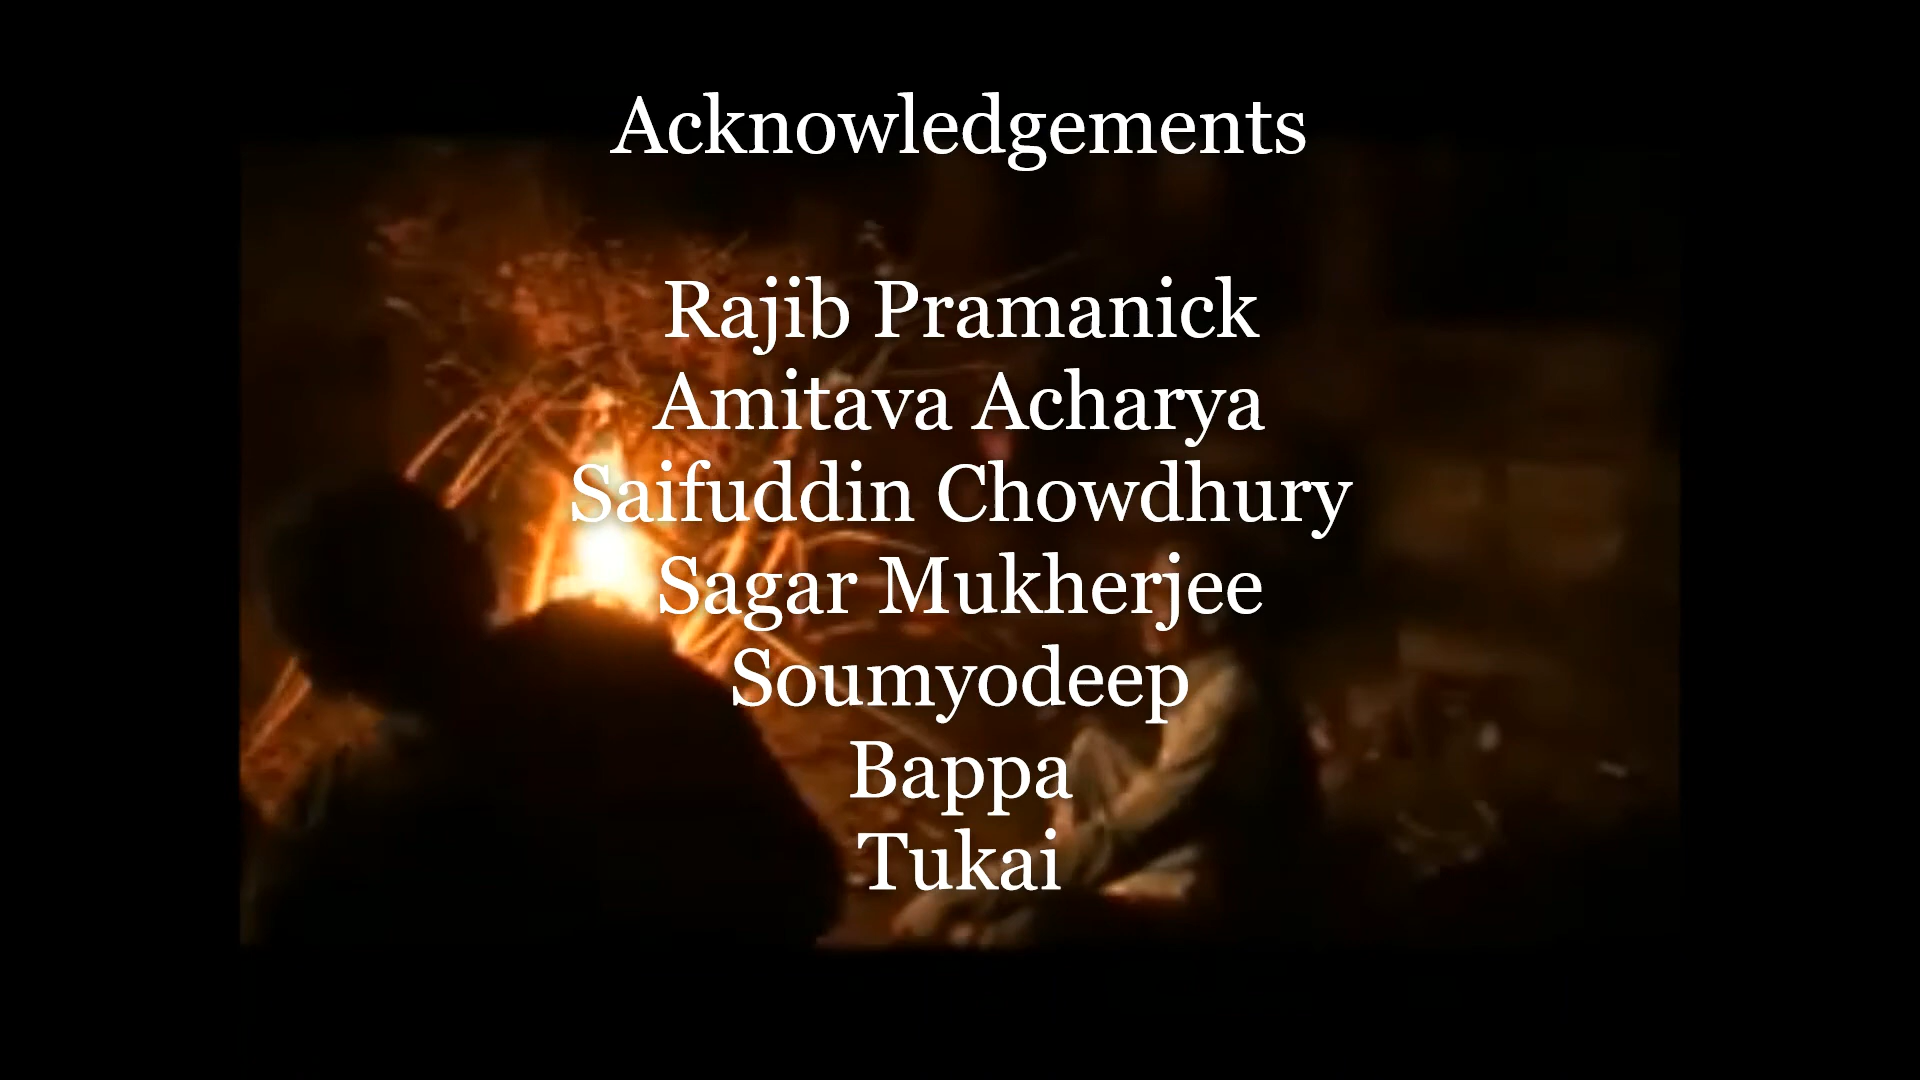 Acknowledgements
Rajib Pramanick
Amitava Acharya
Saifuddin Chowdhury
Sagar Mukherjee
Soumyodeep
Bappa
Tukai